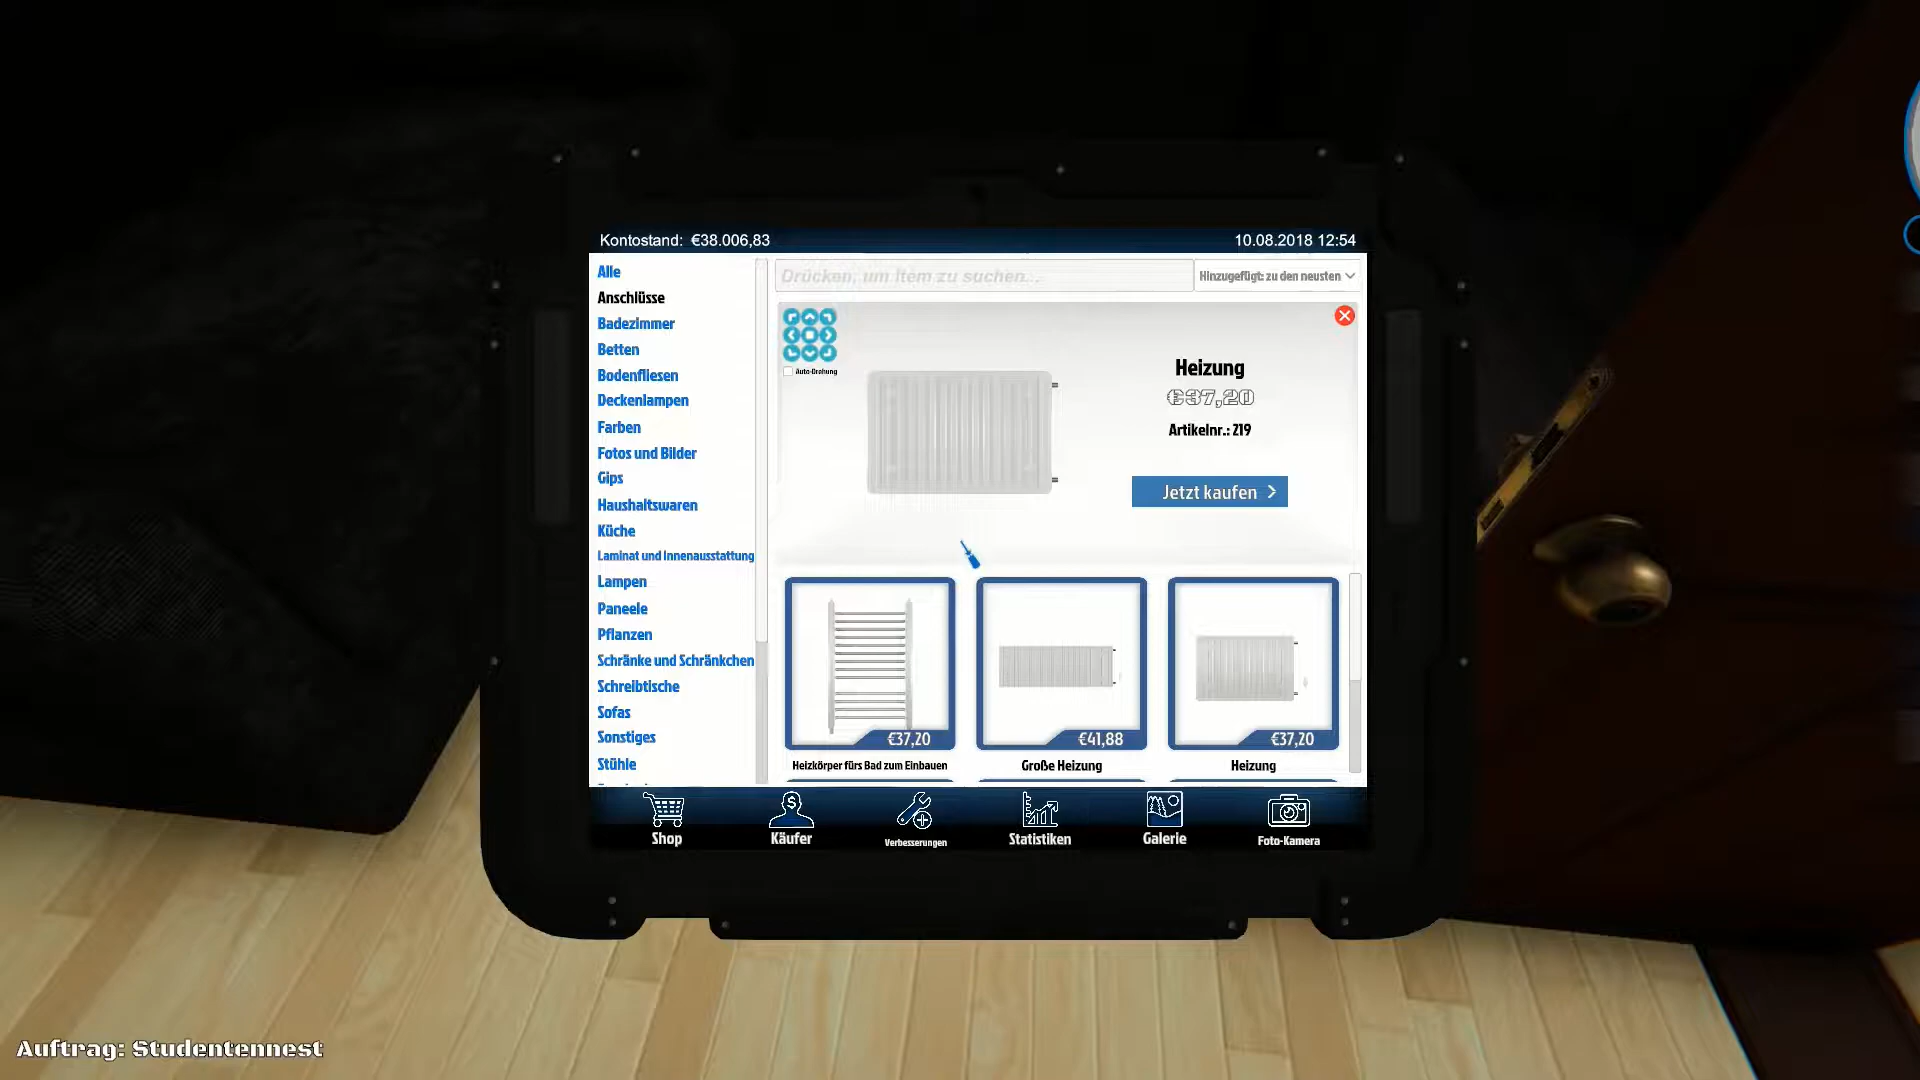 Kontostand: €38.006,83
10.08.2018 12:54
Alle
Anschlüsse
Badezimmer
Betten
Bodenfliesen
Deckenlampen
Farben
Fotos und Bilder
Gips
Haushaltswaren
Küche
Laminat und Innenausstattung
Lampen
Paneele
Pflanzen
Schränke und Schränkchen
Schreibtische
Sofas
Sonstiges
Stühle
Drücken, um Item zu suchen...
Hinzugefügt: zu den neusten
Auto-Drehung
Heizung
€37,20
Artikelnr.: 219
Jetzt kaufen
€37,20
€41,88
€37,20
Heizkörper fürs Bad zum Einbauen
Große Heizung
Heizung
Shop
Käufer
Verbesserungen
Statistiken
Galerie
Foto-Kamera
Auftrag: Studentennest